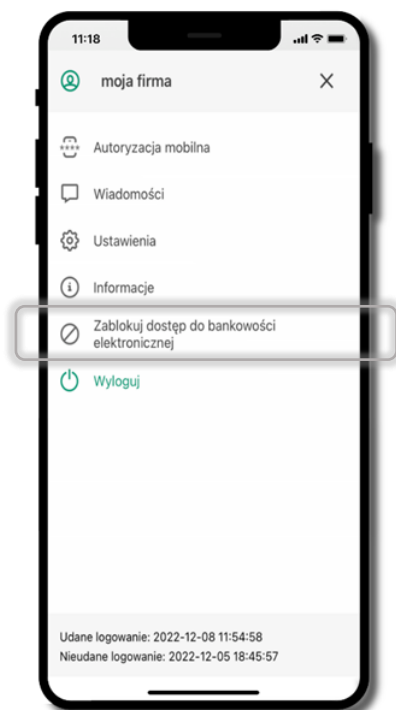 11:18
moja firma
Autoryzacja mobilna
Wiadomości
Ustawienia
Informacje
Zablokuj dostęp do bankowości
elektronicznej
Wyloguj
Udane logowanie: 2022-12-08 11:54:58
Nieudane logowanie: 2022-12-05 18:45:57